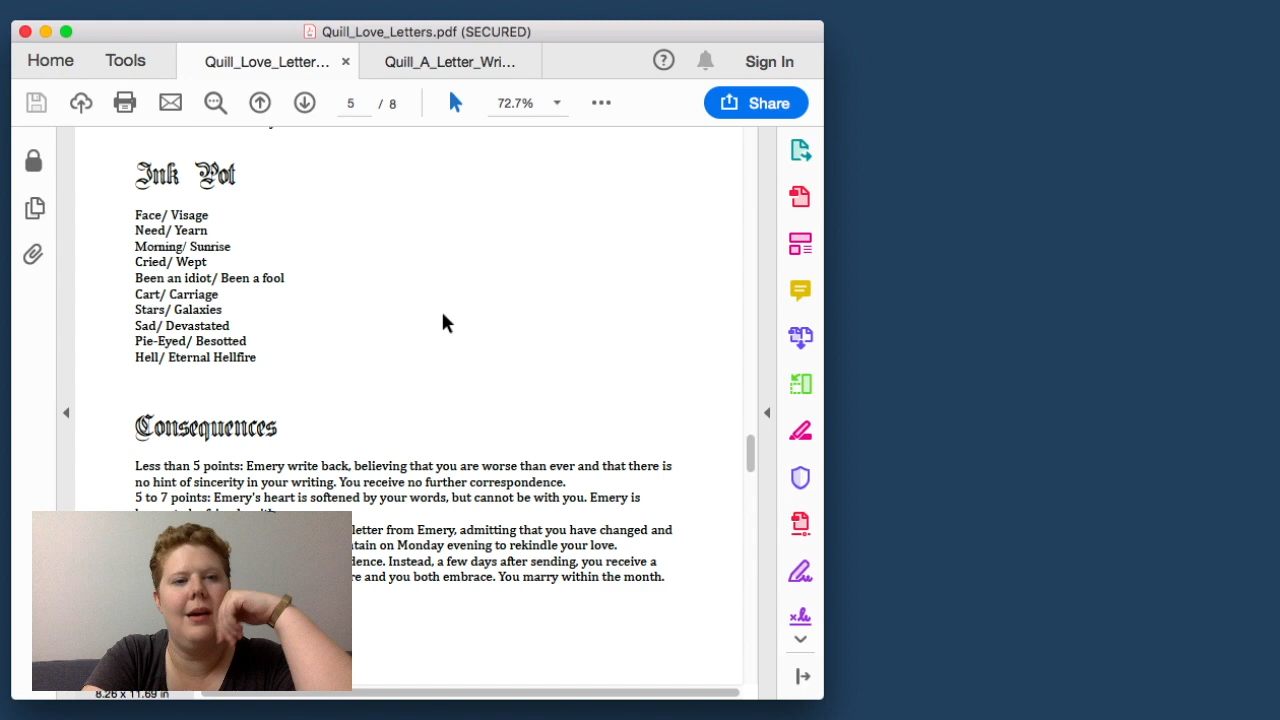 Quill_Love_Letters.pdf (SECURED)
Home Tools Quill_Love_Letter... × Quill_A_Letter_Wri... ? Sign In
5 / 8 72.7% Share
Ink Pot
Face/ Visage
Need/ Yearn
Morning/ Sunrise
Cried/ Wept
Been an idiot/ Been a fool
Cart/ Carriage
Stars/ Galaxies
Sad/ Devastated
Pie-Eyed/ Besotted
Hell/ Eternal Hellfire
Consequences
Less than 5 points: Emery write back, believing that you are worse than ever and that there is
no hint of sincerity in your writing. You receive no further correspondence.
5 to 7 points: Emery's heart is softened by your words, but cannot be with you. Emery is
letter from Emery, admitting that you have changed and
on Monday evening to rekindle your love.
Instead, a few days after sending, you receive a
and you both embrace. You marry within the month.
8.26 x 11.69 in